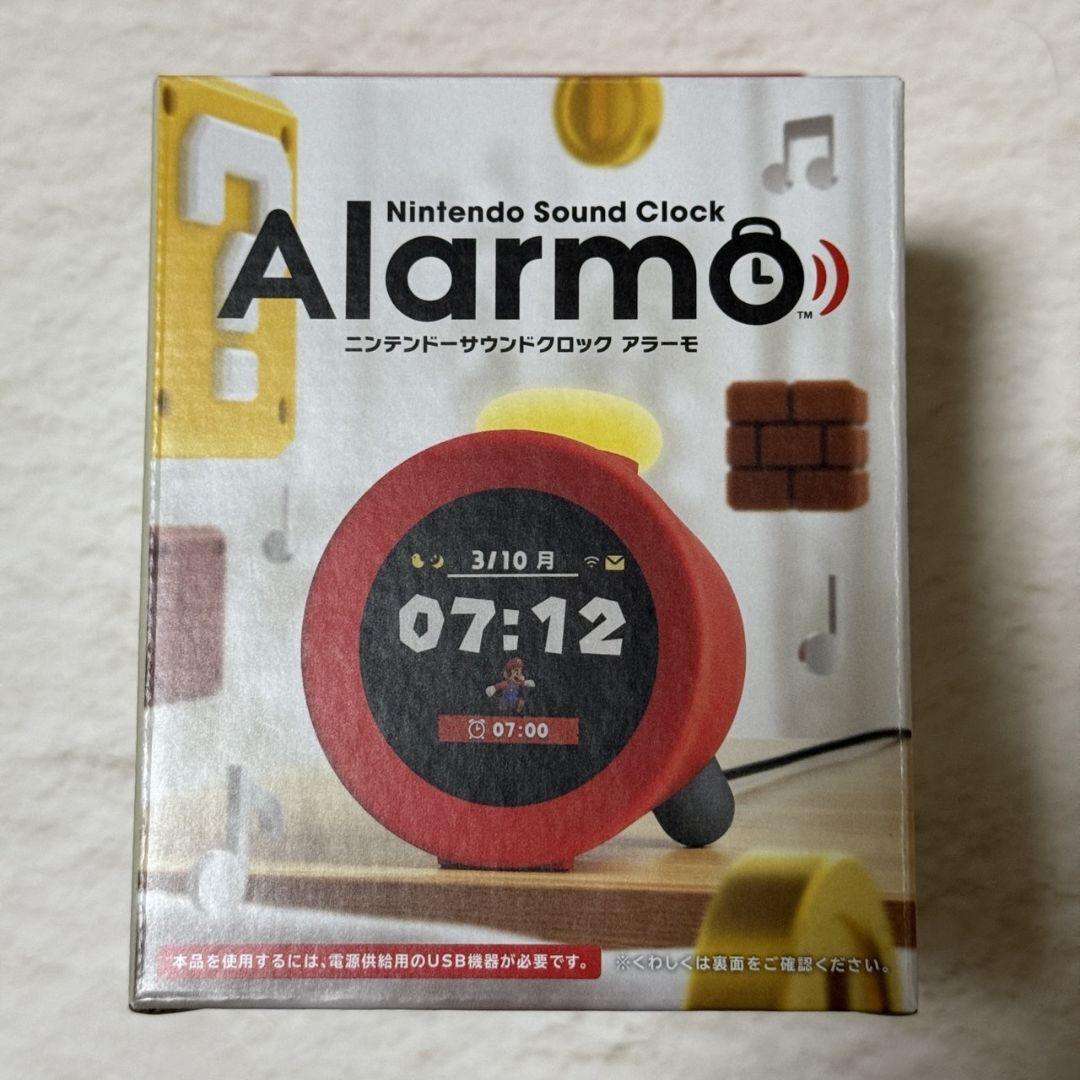 Nintendo Sound Clock
Alarmo™
ニンテンドーサウンドクロック アラーモ
3/10 月
07:12
07:00
本品を使用するには、電源供給用のUSB機器が必要です。
※くわしくは裏面をご確認ください。